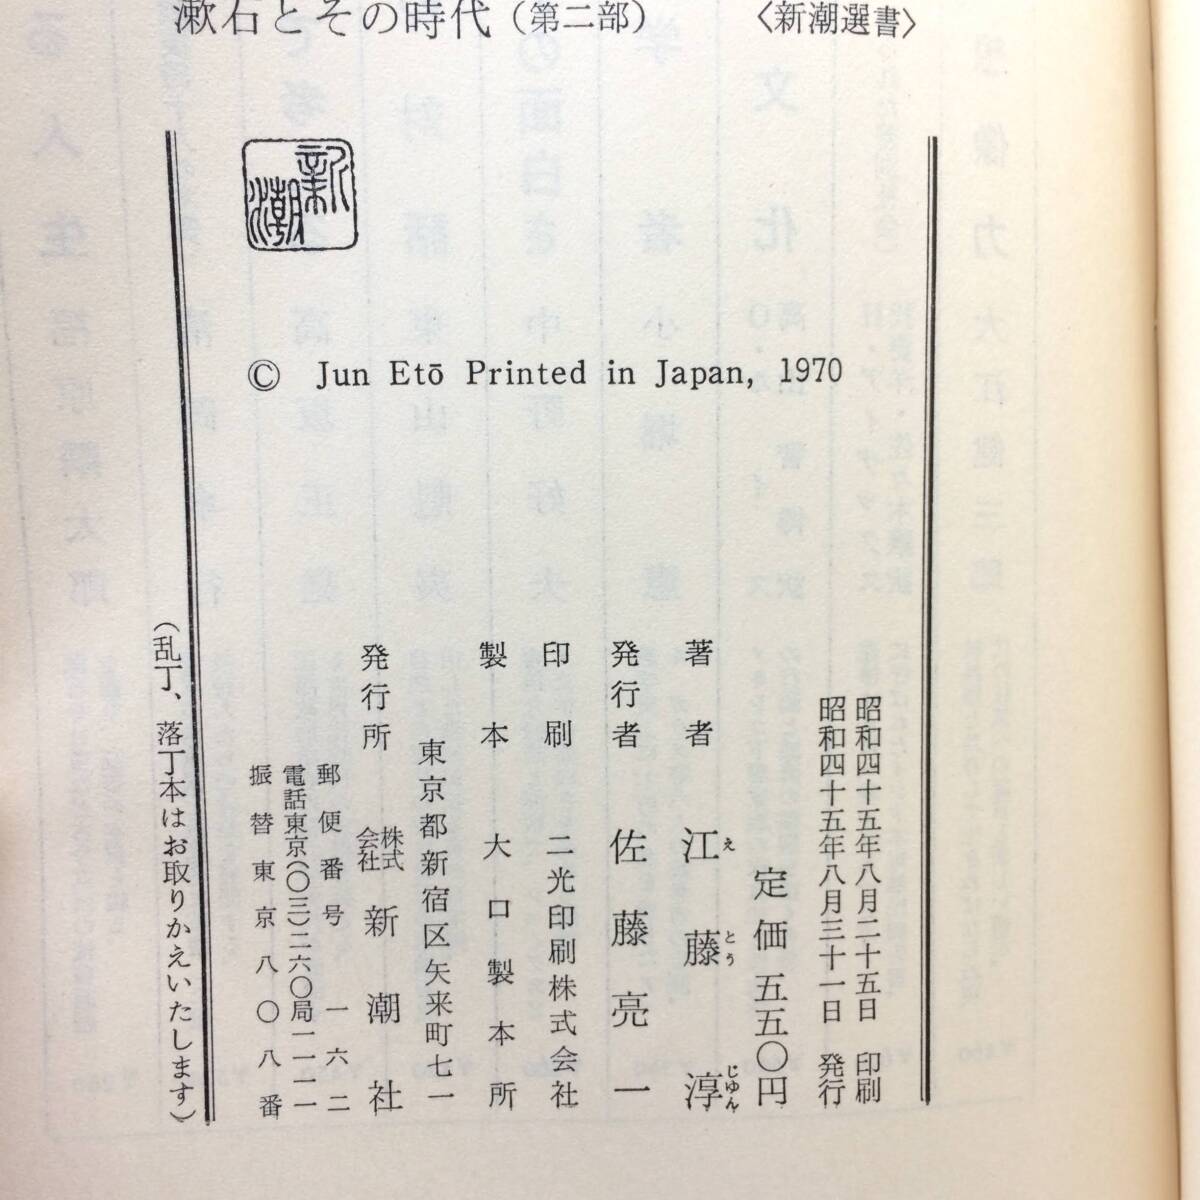 漱石とその時代（第二部）　〈新潮選書〉
新潮
© Jun Etō Printed in Japan, 1970
昭和四十五年八月二十五日　印刷
昭和四十五年八月三十一日　発行
定価　五五〇円
著者　江藤　淳
えとう　じゅん
発行者　佐藤亮一
印刷　二光印刷株式会社
製本　大口製本所
東京都新宿区矢来町七一
発行所　株式会社　新潮社
郵便番号　一六二
電話東京(〇三)二六〇局一一一一
振替東京八〇八番
（乱丁、落丁本はお取りかえいたします）